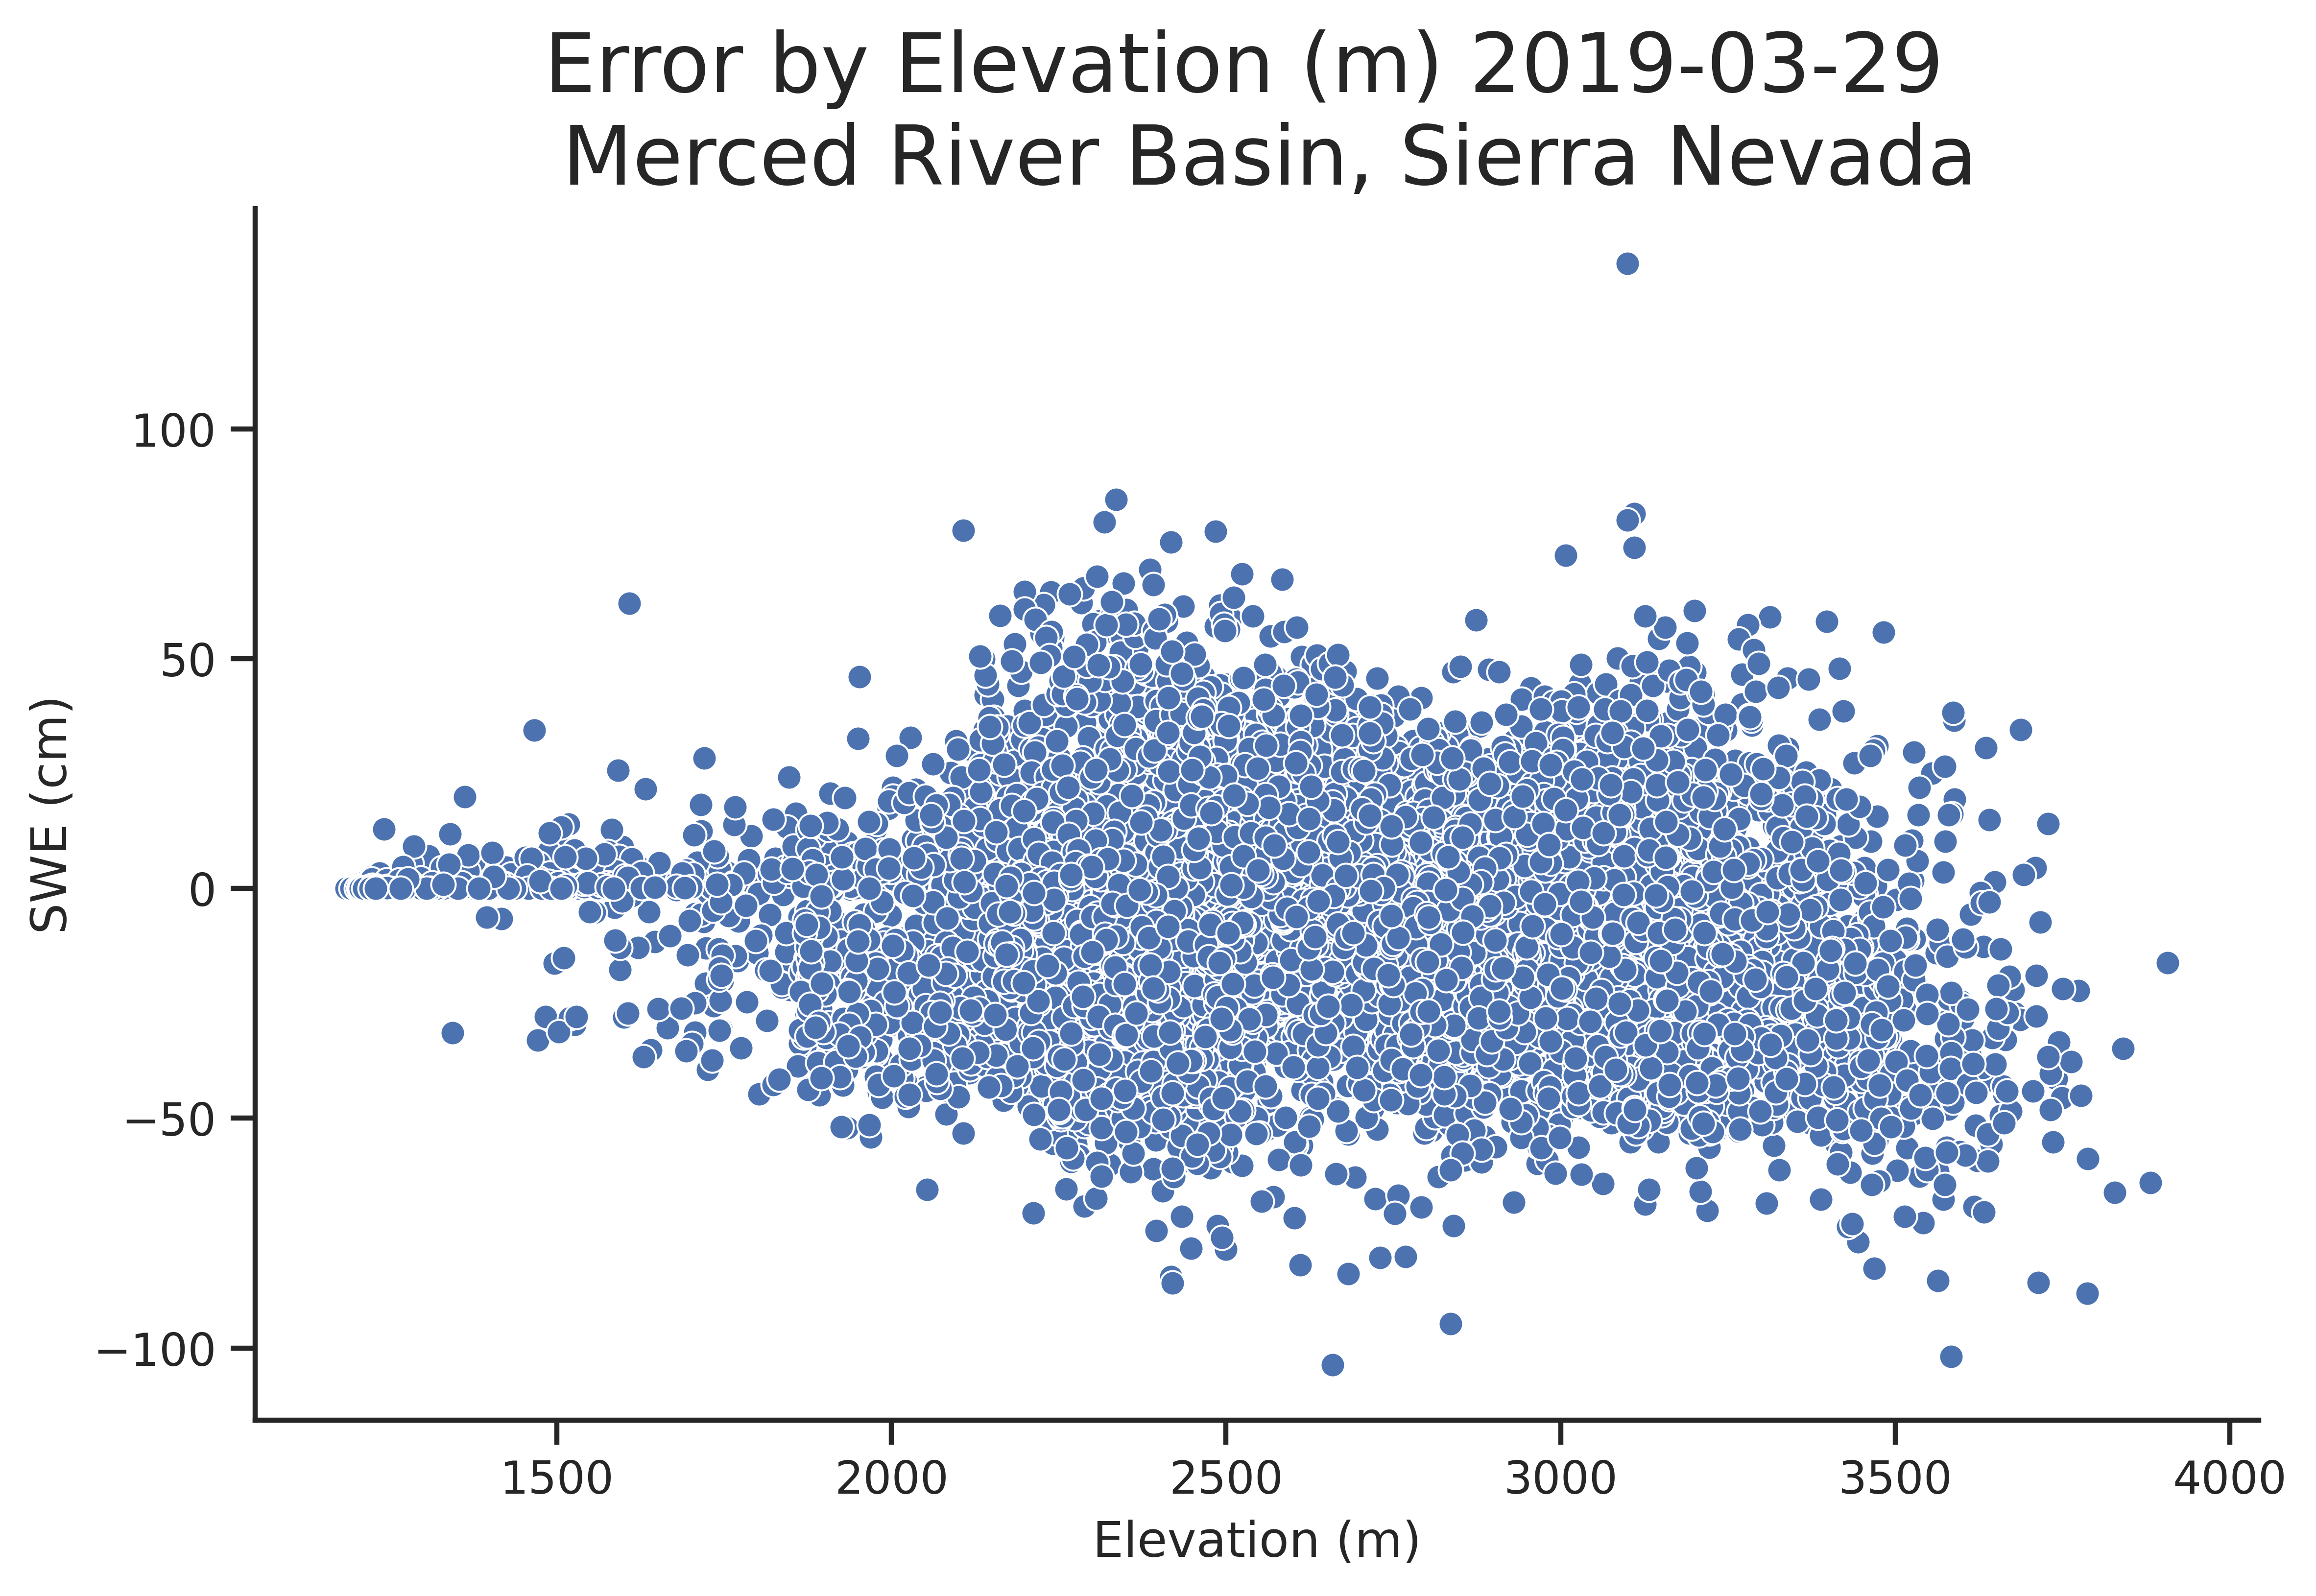 Error by Elevation (m) 2019-03-29
Merced River Basin, Sierra Nevada
SWE (cm)
100
50
0
−50
−100
1500 2000 2500 3000 3500 4000
Elevation (m)